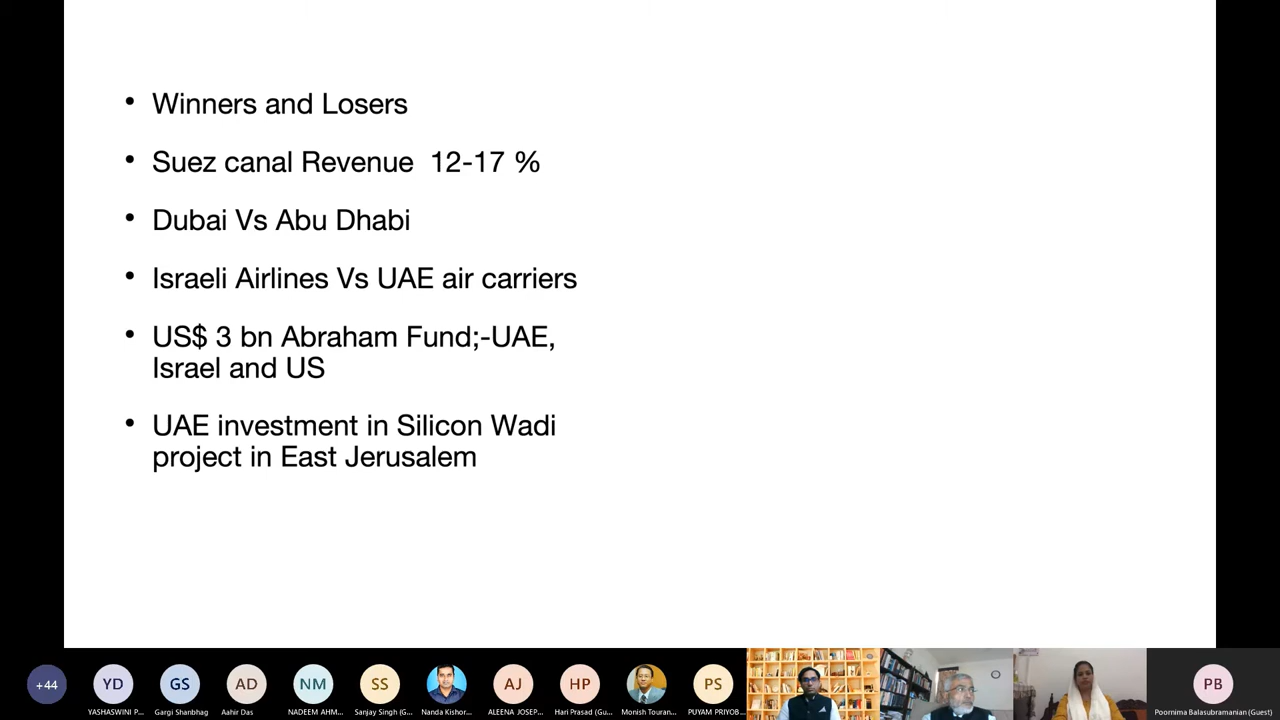 • Winners and Losers
• Suez canal Revenue  12-17 %
• Dubai Vs Abu Dhabi
• Israeli Airlines Vs UAE air carriers
• US$ 3 bn Abraham Fund;-UAE,
Israel and US
• UAE investment in Silicon Wadi
project in East Jerusalem
+44
YD
GS
AD
NM
SS
AJ
HP
PS
PB
YASHASWINI P...
Gargi Shanbhag
Aahir Das
NADEEM AHM...
Sanjay Singh (G...
Nanda Kishor...
ALEENA JOSEP...
Hari Prasad (Gu...
Monish Touran...
PUYAM PRIYOB...
Poornima Balasubramanian (Guest)